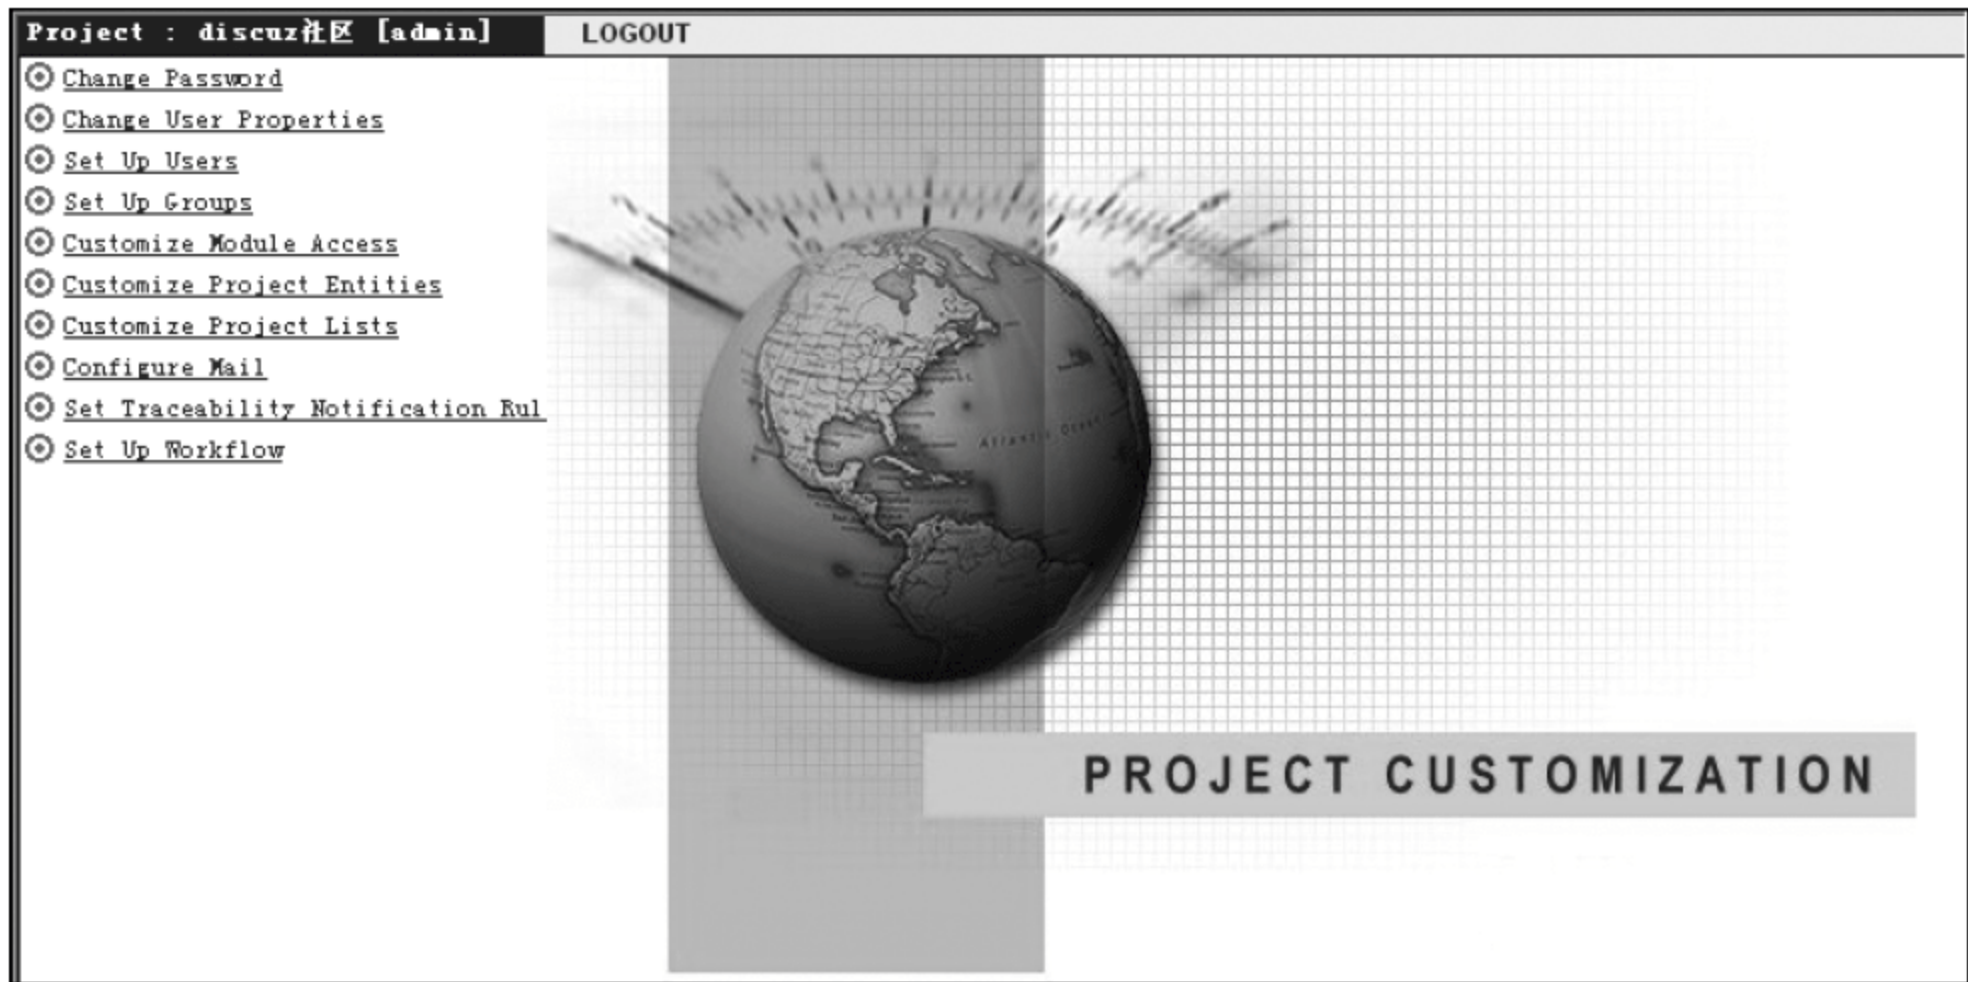 Project : discuz社区 [admin]
LOGOUT
Change Password
Change User Properties
Set Up Users
Set Up Groups
Customize Module Access
Customize Project Entities
Customize Project Lists
Configure Mail
Set Traceability Notification Rul
Set Up Workflow
Atlantic Ocean
PROJECT CUSTOMIZATION